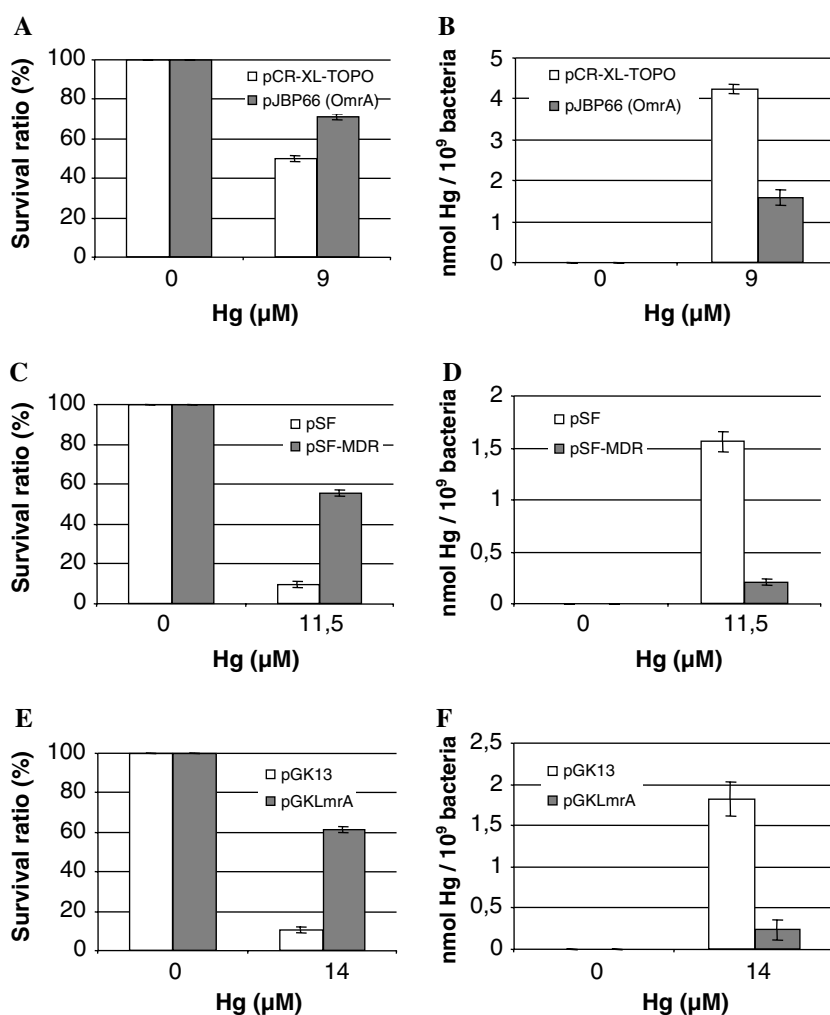 A
Survival ratio (%)
100
80
60
40
20
0
pCR-XL-TOPO
pJBP66 (OmrA)
0
9
Hg (µM)
B
nmol Hg / 10⁹ bacteria
5
4
3
2
1
0
pCR-XL-TOPO
pJBP66 (OmrA)
0
9
Hg (µM)
C
Survival ratio (%)
100
80
60
40
20
0
pSF
pSF-MDR
0
11,5
Hg (µM)
D
nmol Hg / 10⁹ bacteria
2
1,5
1
0,5
0
pSF
pSF-MDR
0
11,5
Hg (µM)
E
Survival ratio (%)
100
80
60
40
20
0
pGK13
pGKLmrA
0
14
Hg (µM)
F
nmol Hg / 10⁹ bacteria
2,5
2
1,5
1
0,5
0
pGK13
pGKLmrA
0
14
Hg (µM)